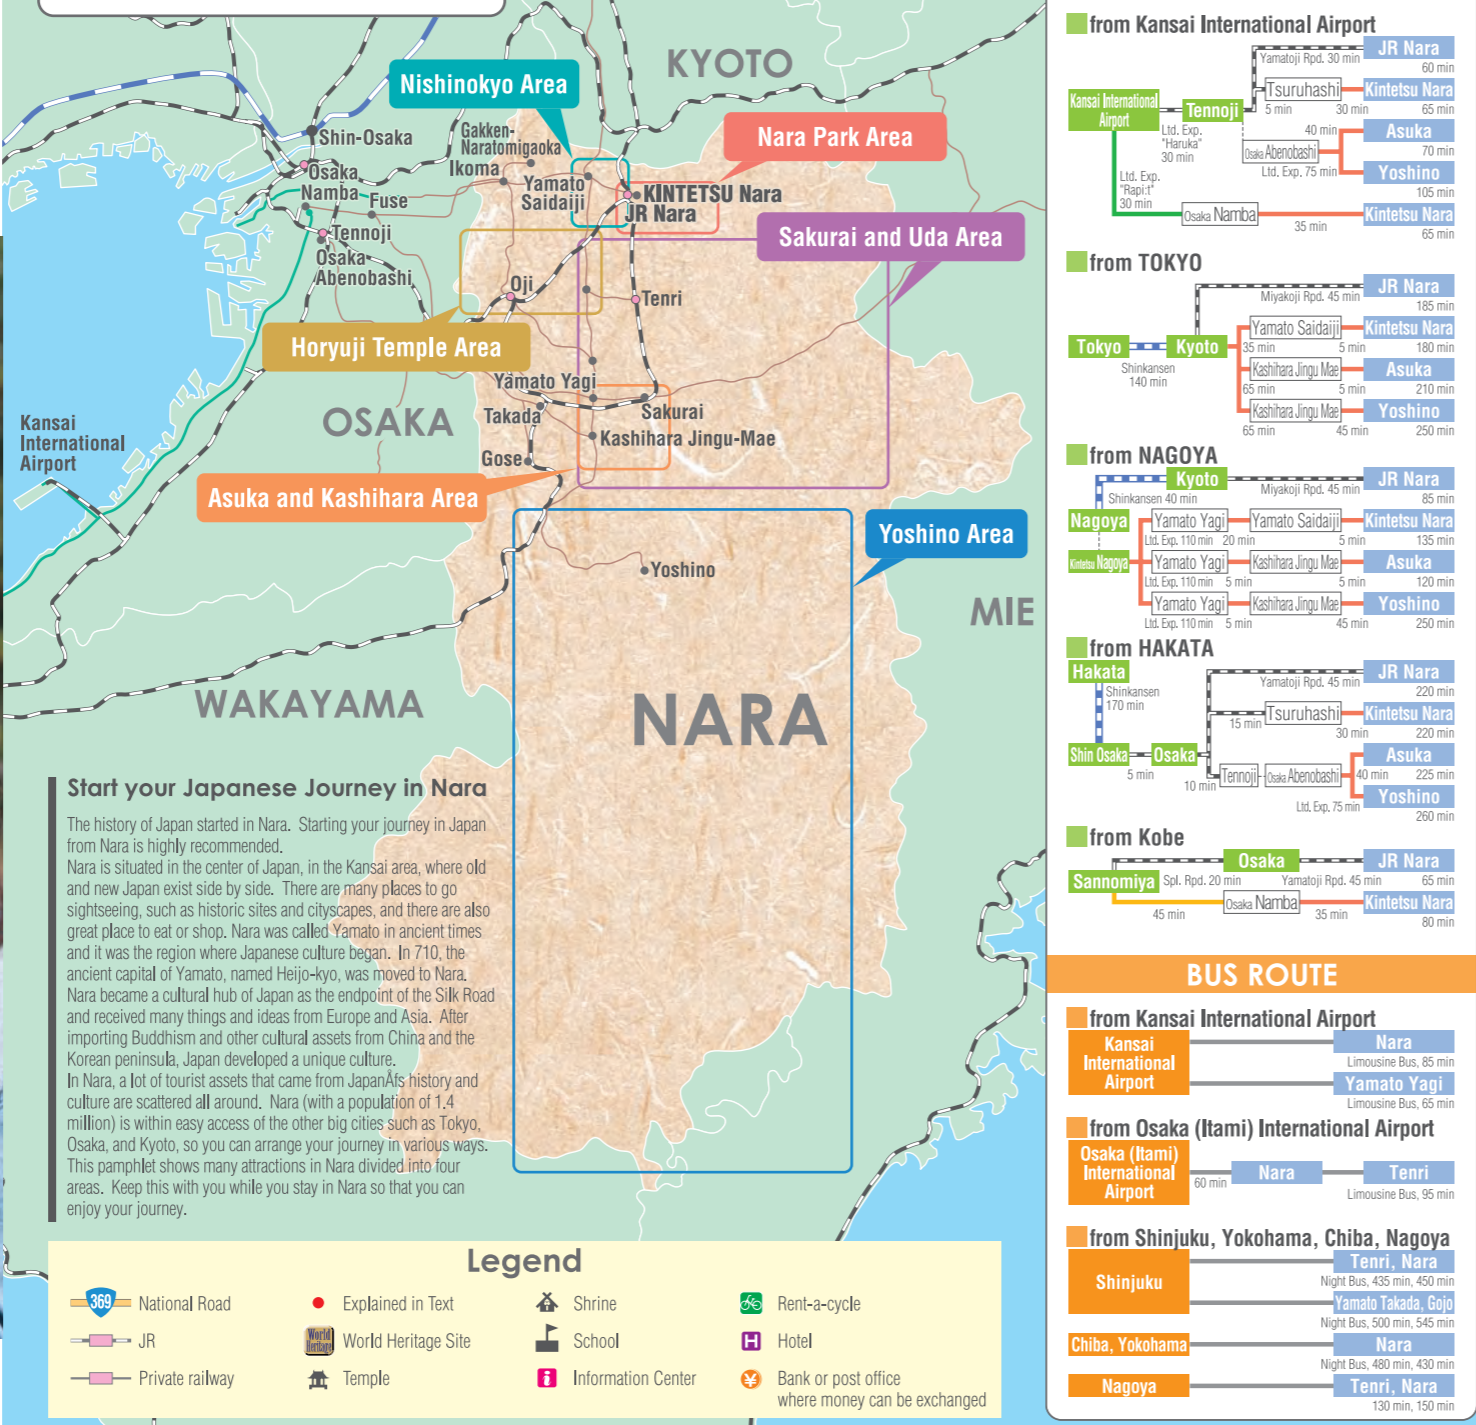 KYOTO
Nishinokyo Area
Nara Park Area
Shin-Osaka
Gakken-
Naratomigaoka
Ikoma
Osaka
Namba
Fuse
Yamato
Saidaiji
KINTETSU Nara
JR Nara
Tennoji
Osaka
Abenobashi
Sakurai and Uda Area
Oji
Tenri
Horyuji Temple Area
Yamato Yagi
Takada
Sakurai
OSAKA
Kashihara Jingu-Mae
Kansai
International
Airport
Gose
Asuka and Kashihara Area
Yoshino Area
Yoshino
MIE
WAKAYAMA
NARA
Start your Japanese Journey in Nara
The history of Japan started in Nara. Starting your journey in Japan
from Nara is highly recommended.
Nara is situated in the center of Japan, in the Kansai area, where old
and new Japan exist side by side. There are many places to go
sightseeing, such as historic sites and cityscapes, and there are also
great place to eat or shop. Nara was called Yamato in ancient times
and it was the region where Japanese culture began. In 710, the
ancient capital of Yamato, named Heijo-kyo, was moved to Nara.
Nara became a cultural hub of Japan as the endpoint of the Silk Road
and received many things and ideas from Europe and Asia. After
importing Buddhism and other cultural assets from China and the
Korean peninsula, Japan developed a unique culture.
In Nara, a lot of tourist assets that came from JapanÅfs history and
culture are scattered all around. Nara (with a population of 1.4
million) is within easy access of the other big cities such as Tokyo,
Osaka, and Kyoto, so you can arrange your journey in various ways.
This pamphlet shows many attractions in Nara divided into four
areas. Keep this with you while you stay in Nara so that you can
enjoy your journey.
Legend
369 National Road
JR
Private railway
Explained in Text
World Heritage World Heritage Site
Temple
Shrine
School
i Information Center
Rent-a-cycle
H Hotel
¥ Bank or post office
where money can be exchanged
from Kansai International Airport
Kansai International
Airport
Ltd. Exp.
"Haruka"
30 min
Tennoji
Yamatoji Rpd. 30 min
JR Nara
60 min
5 min
Tsuruhashi
30 min
Kintetsu Nara
65 min
Osaka Abenobashi
40 min
Asuka
70 min
Ltd. Exp. 75 min
Yoshino
105 min
Ltd. Exp.
"Rapi:t"
30 min
Osaka Namba
35 min
Kintetsu Nara
65 min
from TOKYO
Tokyo
Shinkansen
140 min
Kyoto
Miyakoji Rpd. 45 min
JR Nara
185 min
35 min
Yamato Saidaiji
5 min
Kintetsu Nara
180 min
65 min
Kashihara Jingu Mae
5 min
Asuka
210 min
65 min
Kashihara Jingu Mae
45 min
Yoshino
250 min
from NAGOYA
Nagoya
Shinkansen 40 min
Kyoto
Miyakoji Rpd. 45 min
JR Nara
85 min
Kintetsu Nagoya
Ltd. Exp. 110 min
Yamato Yagi
20 min
Yamato Saidaiji
5 min
Kintetsu Nara
135 min
Ltd. Exp. 110 min
Yamato Yagi
5 min
Kashihara Jingu Mae
5 min
Asuka
120 min
Ltd. Exp. 110 min
Yamato Yagi
5 min
Kashihara Jingu Mae
45 min
Yoshino
250 min
from HAKATA
Hakata
Shinkansen
170 min
Shin Osaka
5 min
Osaka
Yamatoji Rpd. 45 min
JR Nara
220 min
15 min
Tsuruhashi
30 min
Kintetsu Nara
220 min
10 min
Tennoji
Osaka Abenobashi
40 min
Asuka
225 min
Ltd. Exp. 75 min
Yoshino
260 min
from Kobe
Sannomiya
Spl. Rpd. 20 min
Osaka
Yamatoji Rpd. 45 min
JR Nara
65 min
45 min
Osaka Namba
35 min
Kintetsu Nara
80 min
BUS ROUTE
from Kansai International Airport
Kansai
International
Airport
Nara
Limousine Bus, 85 min
Yamato Yagi
Limousine Bus, 65 min
from Osaka (Itami) International Airport
Osaka (Itami)
International
Airport
60 min
Nara
Tenri
Limousine Bus, 95 min
from Shinjuku, Yokohama, Chiba, Nagoya
Shinjuku
Tenri, Nara
Night Bus, 435 min, 450 min
Yamato Takada, Gojo
Night Bus, 500 min, 545 min
Chiba, Yokohama
Nara
Night Bus, 480 min, 430 min
Nagoya
Tenri, Nara
130 min, 150 min